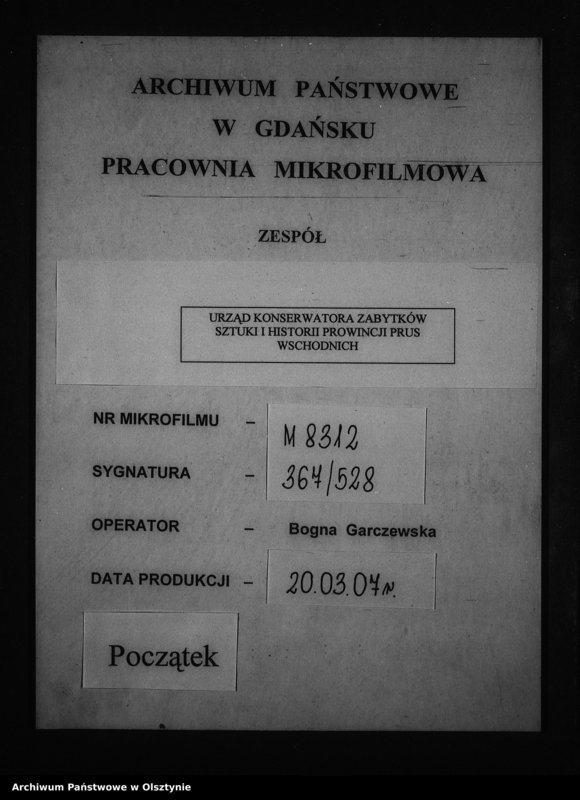 ARCHIWUM PAŃSTWOWE
W GDAŃSKU
PRACOWNIA MIKROFILMOWA
ZESPÓŁ
URZĄD KONSERWATORA ZABYTKÓW
SZTUKI I HISTORII PROWINCJI PRUS
WSCHODNICH
NR MIKROFILMU – M 8312
SYGNATURA – 367/528
OPERATOR – Bogna Garczewska
DATA PRODUKCJI – 20.03.07r.
Początek
Archiwum Państwowe w Olsztynie